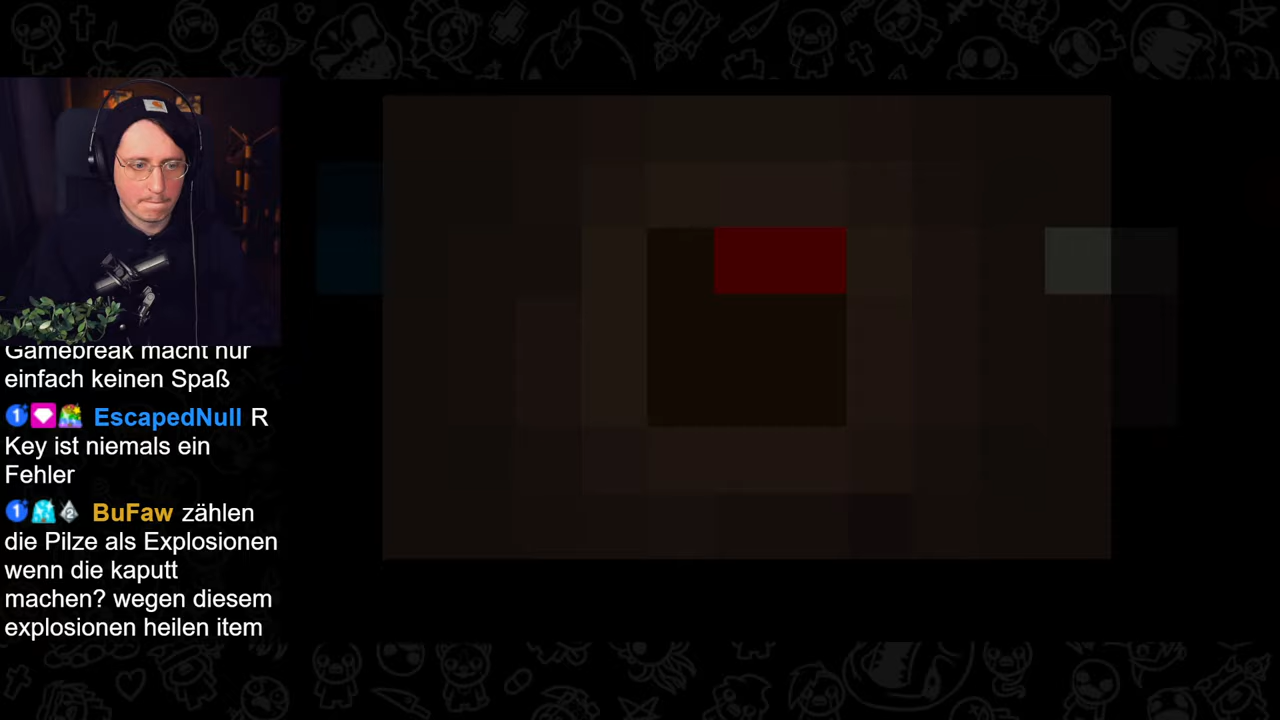 Gamebreak macht nur
einfach keinen Spaß
EscapedNull R
Key ist niemals ein
Fehler
BuFaw zählen
die Pilze als Explosionen
wenn die kaputt
machen? wegen diesem
explosionen heilen item